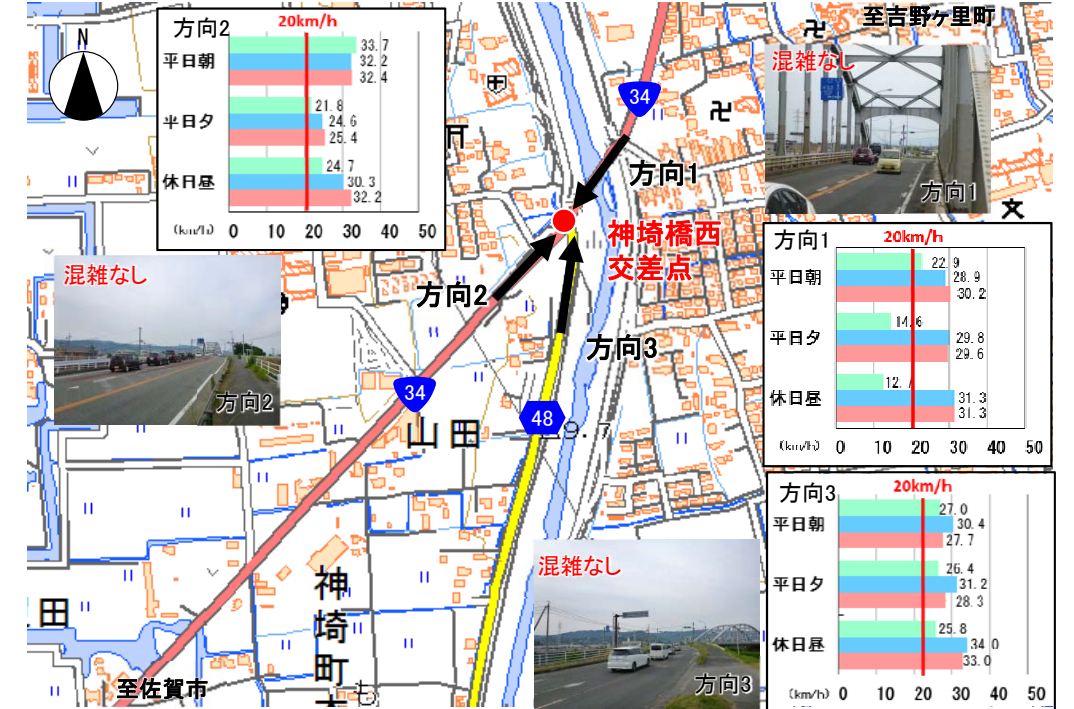 方向2
20km/h
平日朝
33.7
32.2
32.4
平日夕
21.8
24.6
25.4
休日昼
24.7
30.3
32.2
(km/h) 0 10 20 30 40 50
N
至吉野ヶ里町
混雑なし
方向1
34
方向1
神埼橋西
交差点
文
方向1
20km/h
平日朝
22.9
28.9
30.2
平日夕
14.6
29.8
29.6
休日昼
12.7
31.3
31.3
(km/h) 0 10 20 30 40 50
混雑なし
方向2
方向2
方向3
34
48
山田
9.7
方向3
20km/h
平日朝
27.0
30.4
27.7
平日夕
26.4
31.2
28.3
休日昼
25.8
34.0
33.0
(km/h) 0 10 20 30 40 50
混雑なし
方向3
田
神埼町
至佐賀市